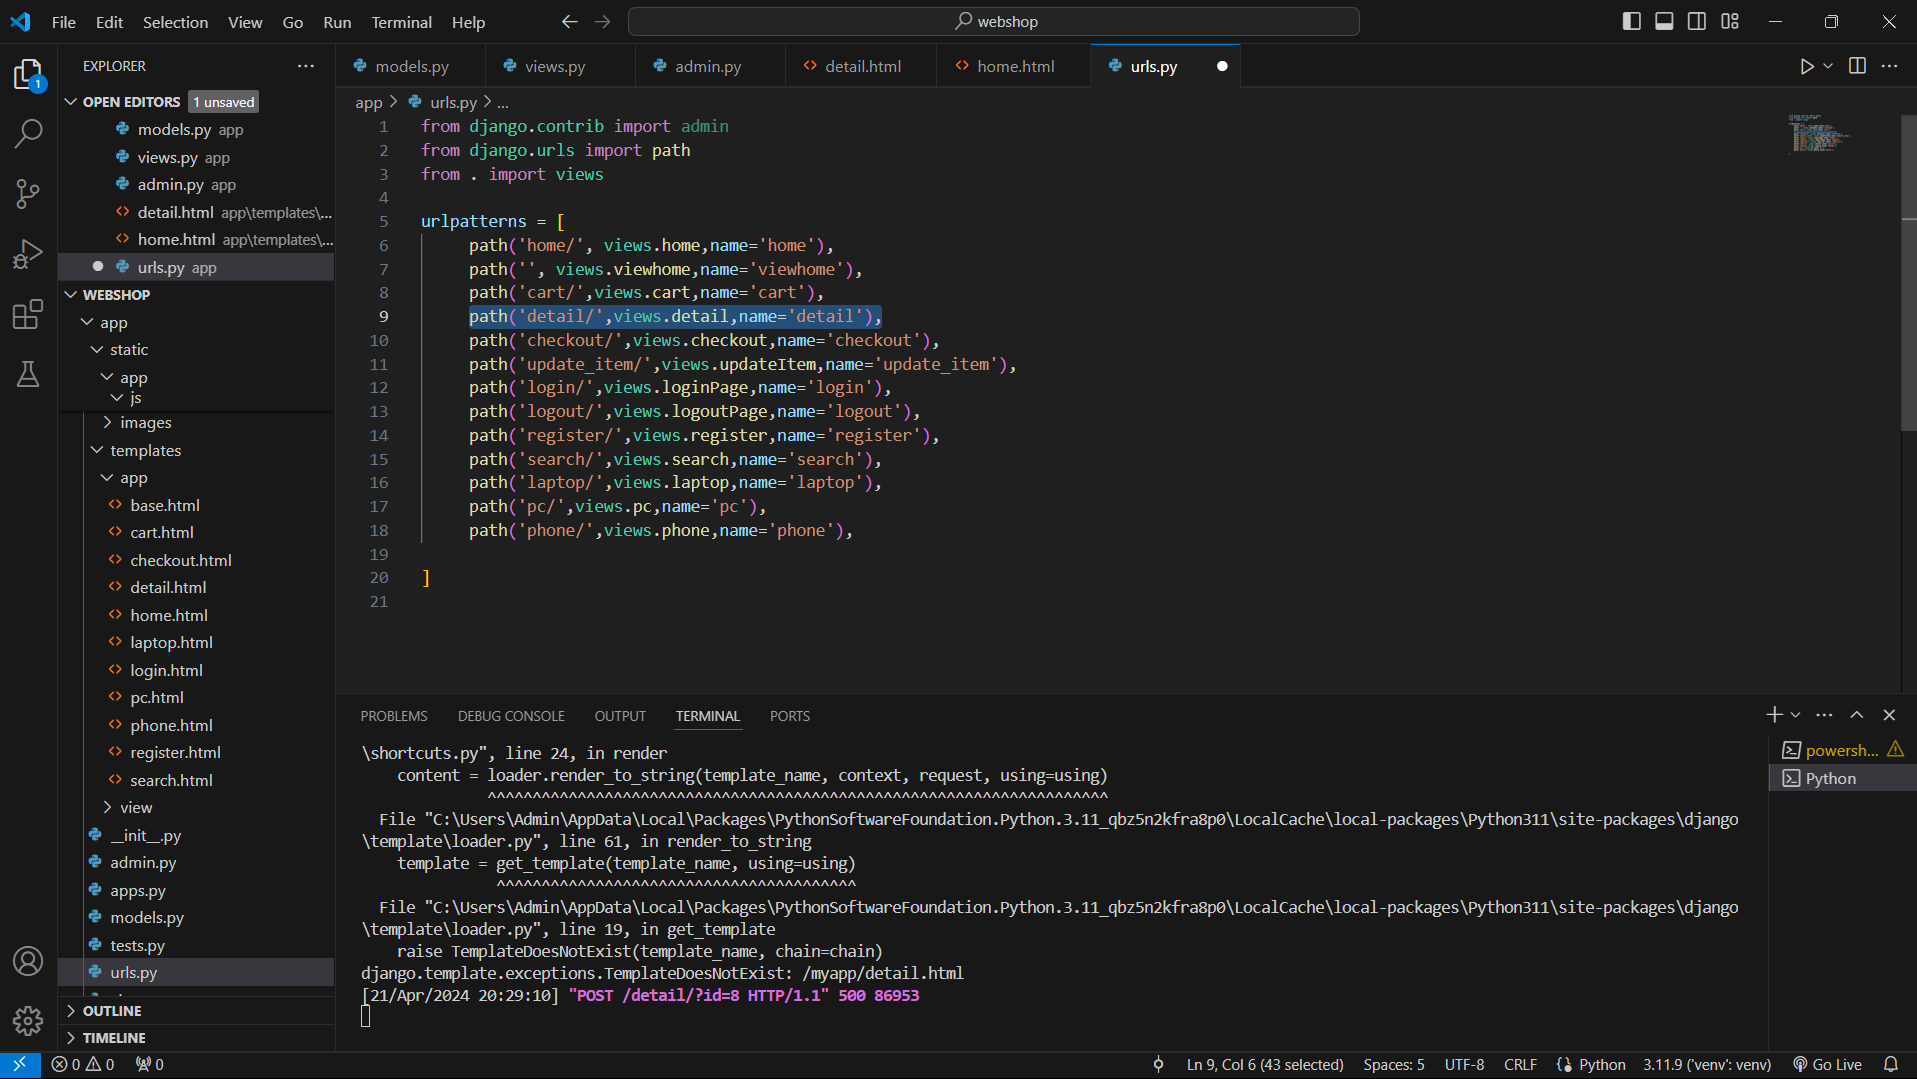 File Edit Selection View Go Run Terminal Help
webshop
EXPLORER
OPEN EDITORS 1 unsaved
models.py app
views.py app
admin.py app
detail.html app\templates\...
home.html app\templates\...
urls.py app
WEBSHOP
app
static
app
js
images
templates
app
base.html
cart.html
checkout.html
detail.html
home.html
laptop.html
login.html
pc.html
phone.html
register.html
search.html
view
__init__.py
admin.py
apps.py
models.py
tests.py
urls.py
OUTLINE
TIMELINE
models.py views.py admin.py detail.html home.html urls.py
app > urls.py > ...
1 from django.contrib import admin
2 from django.urls import path
3 from . import views
4
5 urlpatterns = [
6 path('home/', views.home,name='home'),
7 path('', views.viewhome,name='viewhome'),
8 path('cart/',views.cart,name='cart'),
9 path('detail/',views.detail,name='detail'),
10 path('checkout/',views.checkout,name='checkout'),
11 path('update_item/',views.updateItem,name='update_item'),
12 path('login/',views.loginPage,name='login'),
13 path('logout/',views.logoutPage,name='logout'),
14 path('register/',views.register,name='register'),
15 path('search/',views.search,name='search'),
16 path('laptop/',views.laptop,name='laptop'),
17 path('pc/',views.pc,name='pc'),
18 path('phone/',views.phone,name='phone'),
19
20 ]
21
PROBLEMS DEBUG CONSOLE OUTPUT TERMINAL PORTS
\shortcuts.py", line 24, in render
content = loader.render_to_string(template_name, context, request, using=using)
^^^^^^^^^^^^^^^^^^^^^^^^^^^^^^^^^^^^^^^^^^^^^^^^^^^^^^^^^^^^^^^^^^^^^
File "C:\Users\Admin\AppData\Local\Packages\PythonSoftwareFoundation.Python.3.11_qbz5n2kfra8p0\LocalCache\local-packages\Python311\site-packages\django
\template\loader.py", line 61, in render_to_string
template = get_template(template_name, using=using)
^^^^^^^^^^^^^^^^^^^^^^^^^^^^^^^^^^^^^^^^
File "C:\Users\Admin\AppData\Local\Packages\PythonSoftwareFoundation.Python.3.11_qbz5n2kfra8p0\LocalCache\local-packages\Python311\site-packages\django
\template\loader.py", line 19, in get_template
raise TemplateDoesNotExist(template_name, chain=chain)
django.template.exceptions.TemplateDoesNotExist: /myapp/detail.html
[21/Apr/2024 20:29:10] "POST /detail/?id=8 HTTP/1.1" 500 86953
powersh...
Python
1
0 0 0
Ln 9, Col 6 (43 selected) Spaces: 5 UTF-8 CRLF Python 3.11.9 ('venv': venv) Go Live